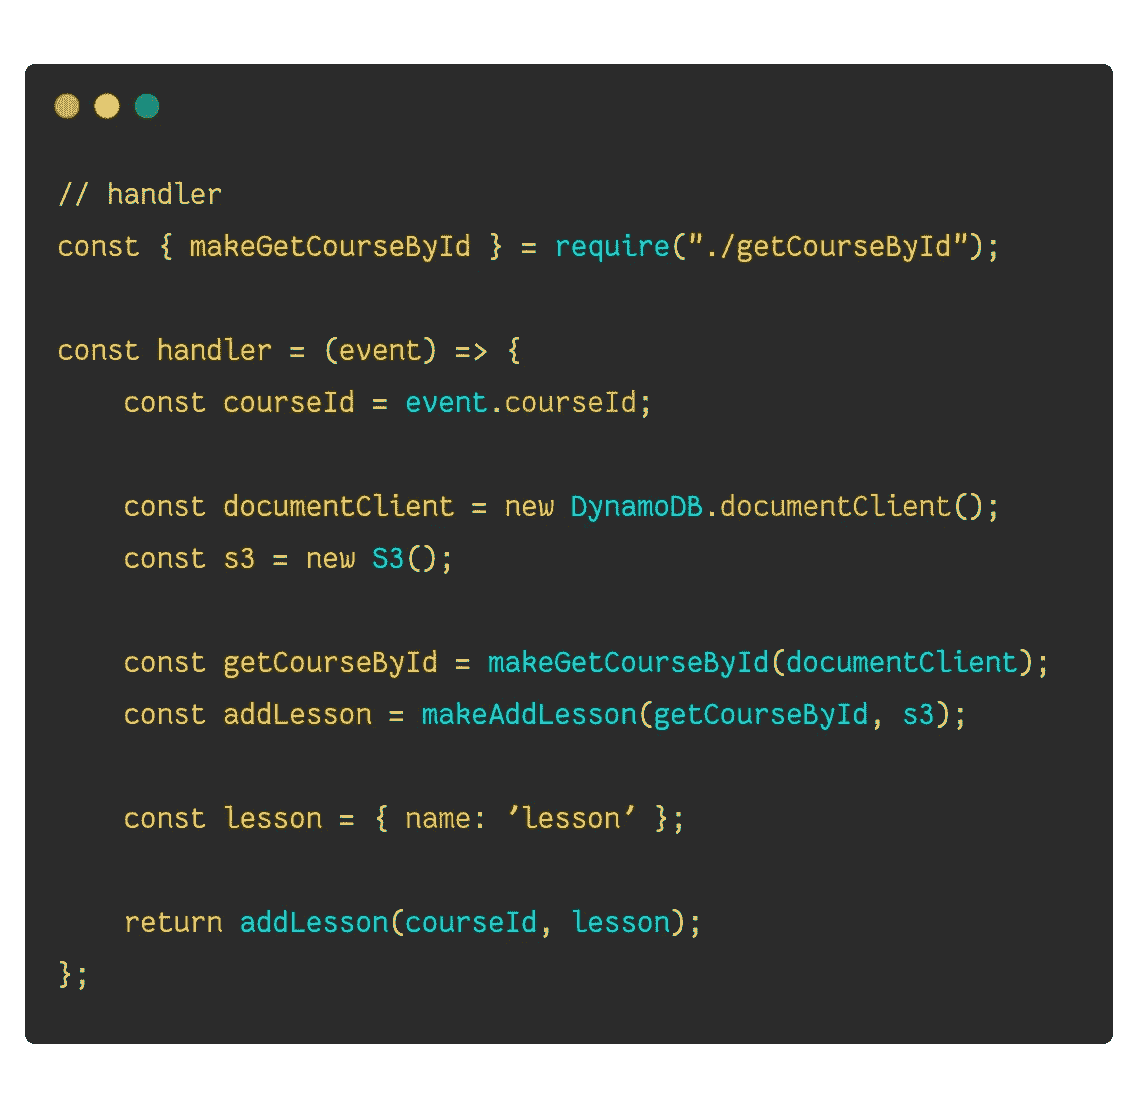 // handler
const { makeGetCourseById } = require("./getCourseById");
const handler = (event) => {
    const courseId = event.courseId;
    const documentClient = new DynamoDB.documentClient();
    const s3 = new S3();
    const getCourseById = makeGetCourseById(documentClient);
    const addLesson = makeAddLesson(getCourseById, s3);
    const lesson = { name: 'lesson' };
    return addLesson(courseId, lesson);
};